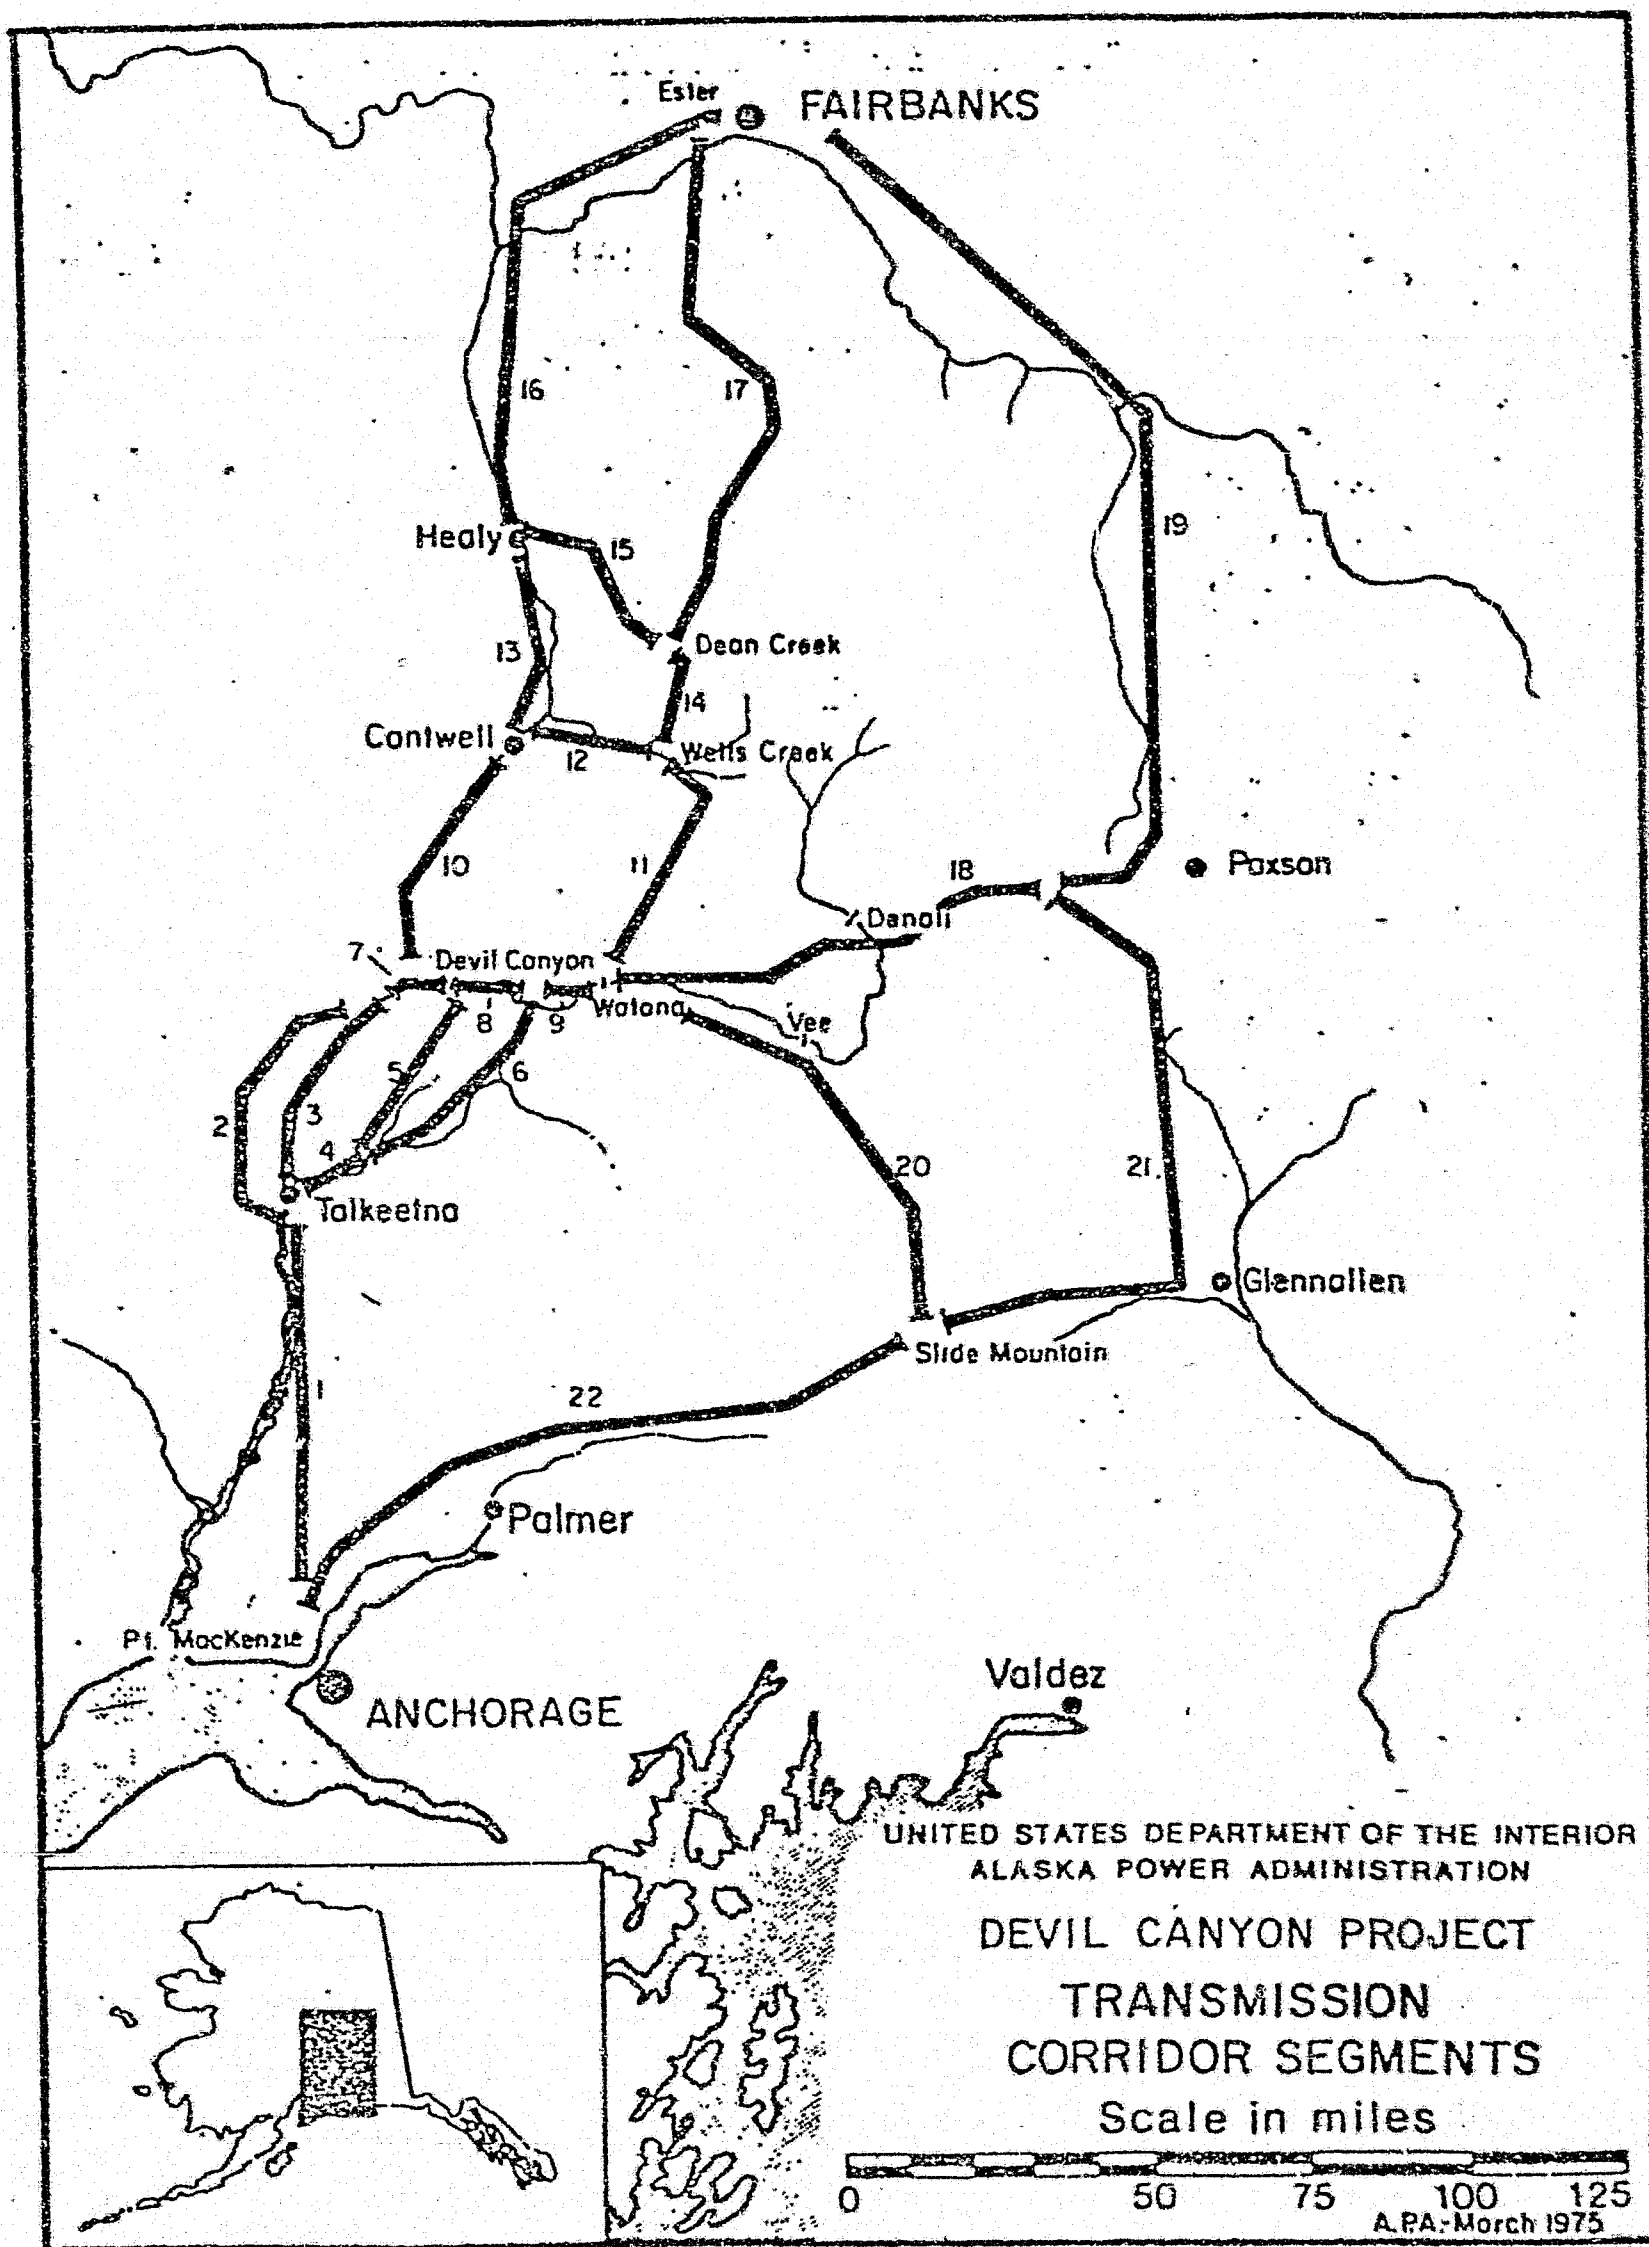 Ester
FAIRBANKS
16
17
19
Healy
15
13
Dean Creek
14
Cantwell
12
Wells Creek
10
11
18
Paxson
Denali
7
Devil Canyon
8
9
Watana
Vee
5
6
2
3
4
20
21
Talkeetna
Glennallen
Slide Mountain
1
22
Palmer
Pt. MacKenzie
ANCHORAGE
Valdez
UNITED STATES DEPARTMENT OF THE INTERIOR
ALASKA POWER ADMINISTRATION
DEVIL CANYON PROJECT
TRANSMISSION
CORRIDOR SEGMENTS
Scale in miles
0 50 75 100 125
A.P.A.-March 1975